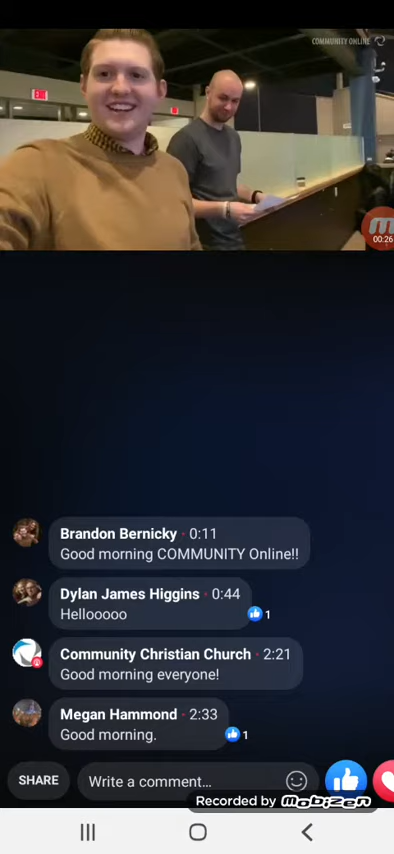 COMMUNITY ONLINE
00:26
Brandon Bernicky • 0:11
Good morning COMMUNITY Online!!
Dylan James Higgins • 0:44
Hellooooo
1
Community Christian Church • 2:21
Good morning everyone!
Megan Hammond • 2:33
Good morning.
1
SHARE
Write a comment...
Recorded by Mobizen